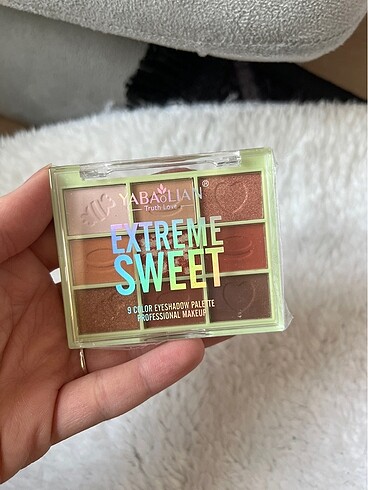 YABAOLIAN®
Truth Love
EXTREME
SWEET
9 COLOR EYESHADOW PALETTE
PROFESSIONAL MAKEUP